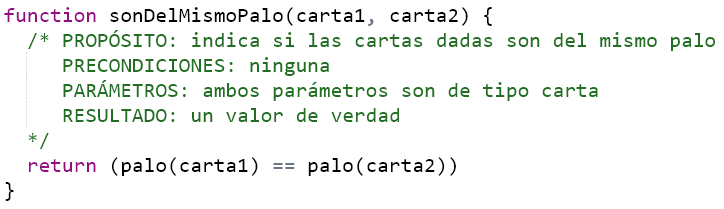 function sonDelMismoPalo(carta1, carta2) {
/* PROPÓSITO: indica si las cartas dadas son del mismo palo
PRECONDICIONES: ninguna
PARÁMETROS: ambos parámetros son de tipo carta
RESULTADO: un valor de verdad
*/
return (palo(carta1) == palo(carta2))
}